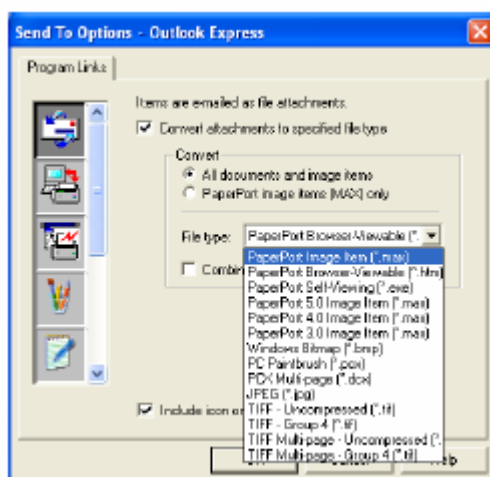 Send To Options - Outlook Express
Program Links
Items are e-mailed as file attachments.
Convert attachments to specified file type
Convert
All documents and image items
PaperPort image items [MAX] only
File type: PaperPort Browser-Viewable (*.
PaperPort Image Item (*.max)
Combin
PaperPort Browser-Viewable (*.htm)
PaperPort Self-Viewing (*.exe)
PaperPort 5.0 Image Item (*.max)
PaperPort 4.0 Image Item (*.max)
PaperPort 3.0 Image Item (*.max)
Windows Bitmap (*.bmp)
PC Paintbrush (*.pcx)
PCX Multi-page (*.dcx)
JPEG (*.jpg)
Include icon
TIFF - Uncompressed (*.tif)
TIFF - Group 4 (*.tif)
TIFF Multi-page - Uncompressed (*.
TIFF Multi-page - Group 4 (*.tif)